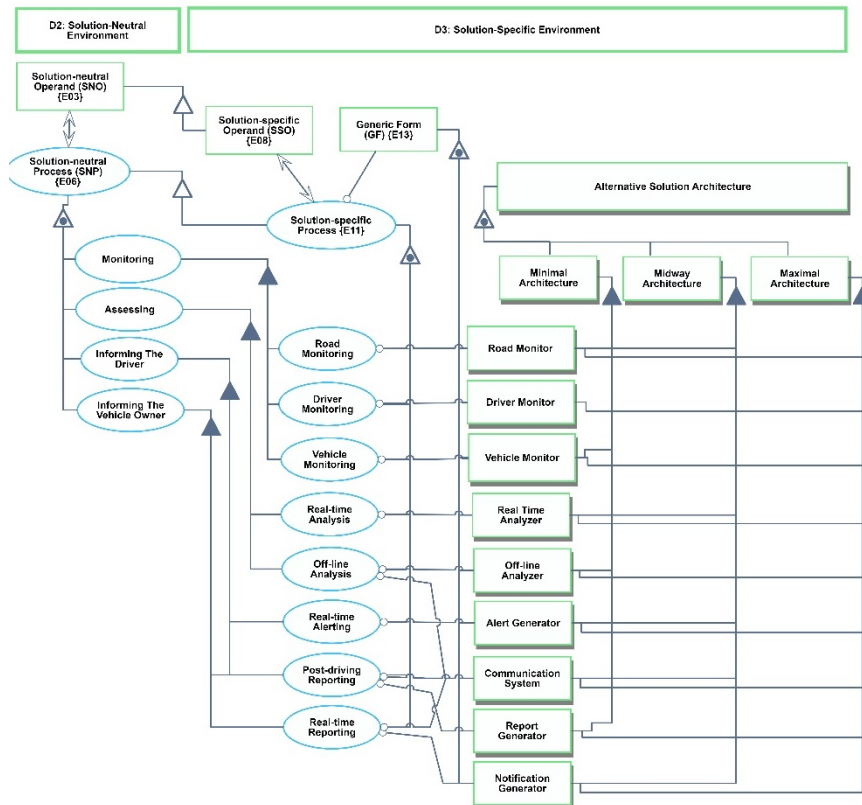 D2: Solution-Neutral
Environment
D3: Solution-Specific Environment
Solution-neutral
Operand (SNO)
{E03}
Solution-specific
Operand (SSO)
{E08}
Generic Form
(GF) {E13}
Solution-neutral
Process (SNP)
{E06}
Solution-specific
Process {E11}
Alternative Solution Architecture
Minimal
Architecture
Midway
Architecture
Maximal
Architecture
Monitoring
Assessing
Informing The
Driver
Informing The
Vehicle Owner
Road
Monitoring
Road Monitor
Driver
Monitoring
Driver Monitor
Vehicle
Monitoring
Vehicle Monitor
Real-time
Analysis
Real Time
Analyzer
Off-line
Analysis
Off-line
Analyzer
Real-time
Alerting
Alert Generator
Post-driving
Reporting
Communication
System
Real-time
Reporting
Report
Generator
Notification
Generator